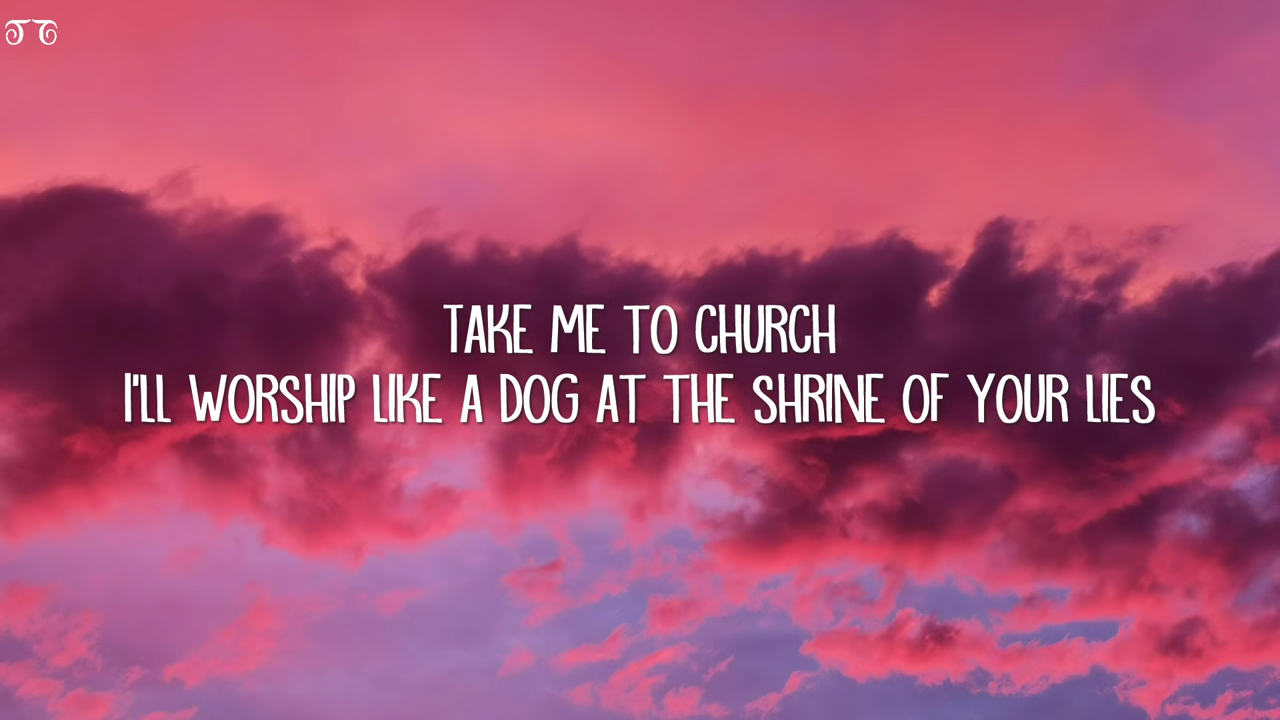 TAKE ME TO CHURCH
I'LL WORSHIP LIKE A DOG AT THE SHRINE OF YOUR LIES